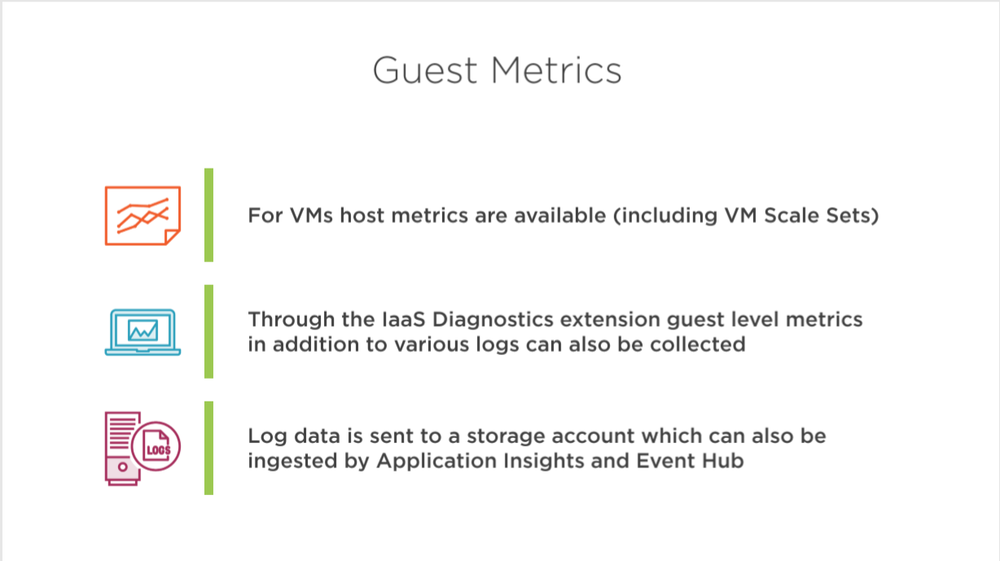 Guest Metrics
For VMs host metrics are available (including VM Scale Sets)
Through the IaaS Diagnostics extension guest level metrics
in addition to various logs can also be collected
LOGS
Log data is sent to a storage account which can also be
ingested by Application Insights and Event Hub